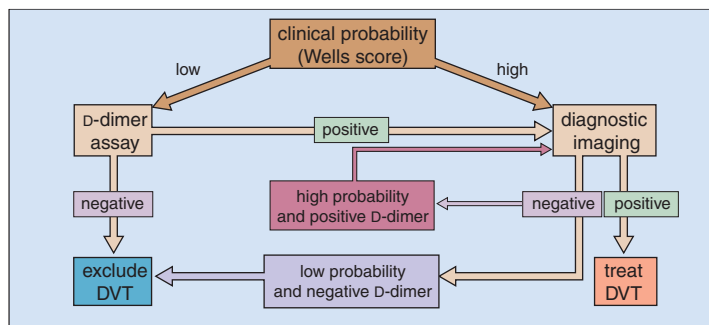 clinical probability
(Wells score)
low
high
D-dimer
assay
positive
diagnostic
imaging
high probability
and positive D-dimer
negative
negative
positive
exclude
DVT
low probability
and negative D-dimer
treat
DVT